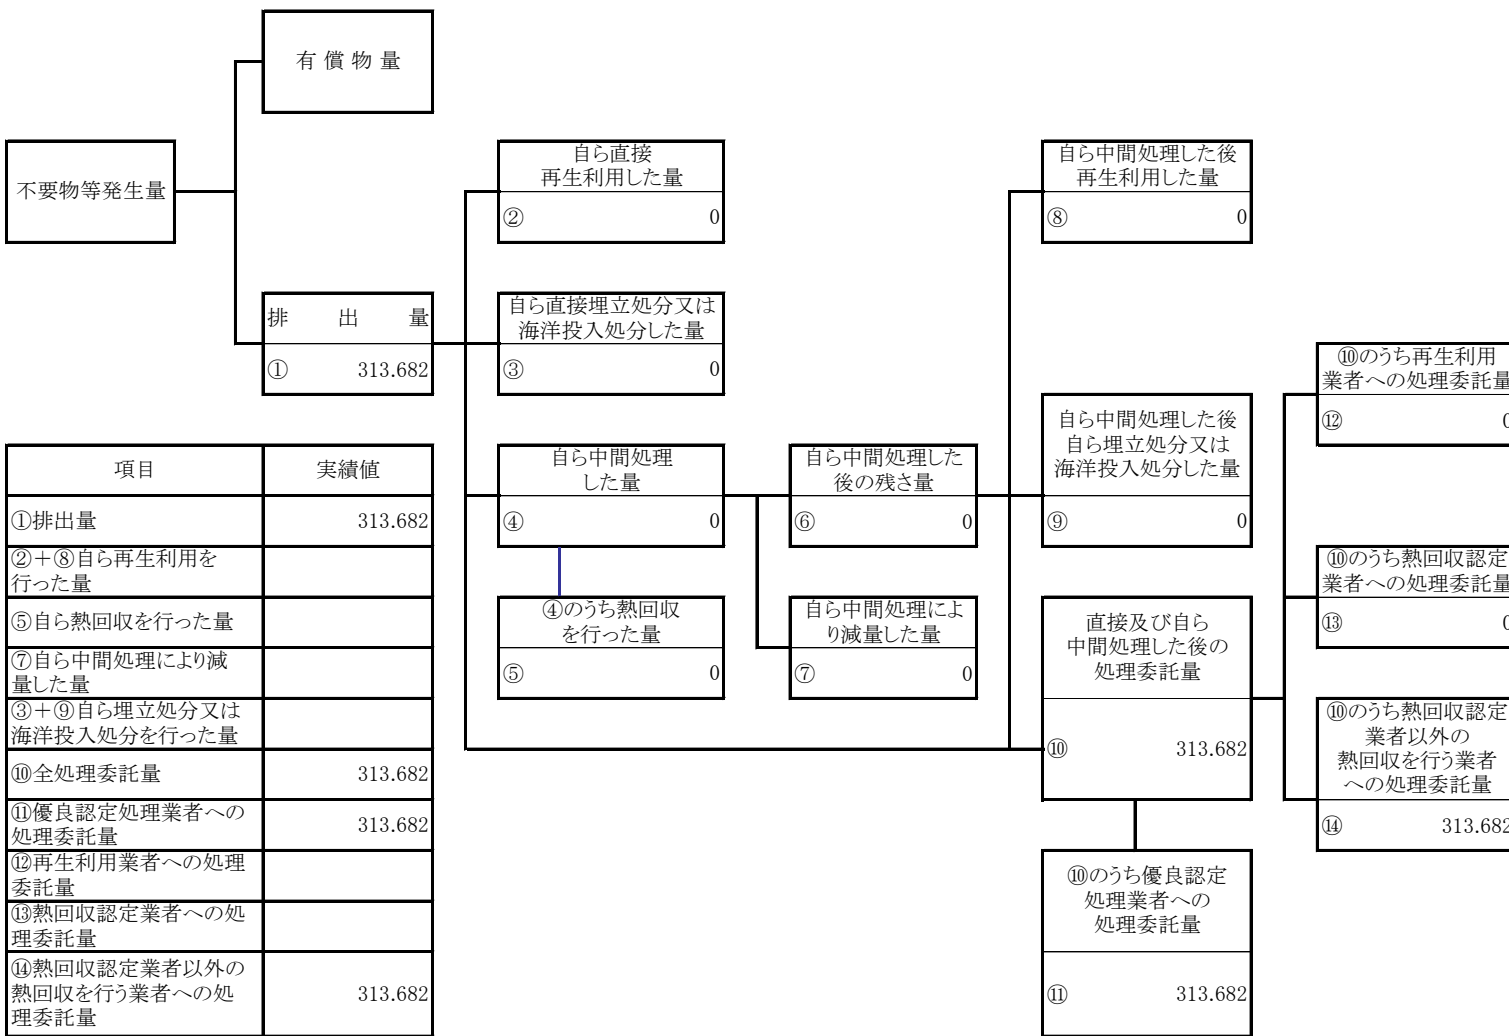 有償物量
不要物等発生量
自ら直接
再生利用した量
② 0
自ら中間処理した後
再生利用した量
⑧ 0
排出量
① 313.682
自ら直接埋立処分又は
海洋投入処分した量
③ 0
⑩のうち再生利用
業者への処理委託量
⑫ 0
自ら中間処理した後
自ら埋立処分又は
海洋投入処分した量
⑨ 0
自ら中間処理
した量
④ 0
自ら中間処理した
後の残さ量
⑥ 0
⑩のうち熱回収認定
業者への処理委託量
⑬ 0
④のうち熱回収
を行った量
⑤ 0
自ら中間処理によ
り減量した量
⑦ 0
直接及び自ら
中間処理した後の
処理委託量
⑩ 313.682
⑩のうち熱回収認定
業者以外の
熱回収を行う業者
への処理委託量
⑭ 313.682
⑩のうち優良認定
処理業者への
処理委託量
⑪ 313.682
項目 実績値
①排出量 313.682
②+⑧自ら再生利用を
行った量
⑤自ら熱回収を行った量
⑦自ら中間処理により減
量した量
③+⑨自ら埋立処分又は
海洋投入処分を行った量
⑩全処理委託量 313.682
⑪優良認定処理業者への
処理委託量 313.682
⑫再生利用業者への処理
委託量
⑬熱回収認定業者への処
理委託量
⑭熱回収認定業者以外の
熱回収を行う業者への処
理委託量 313.682